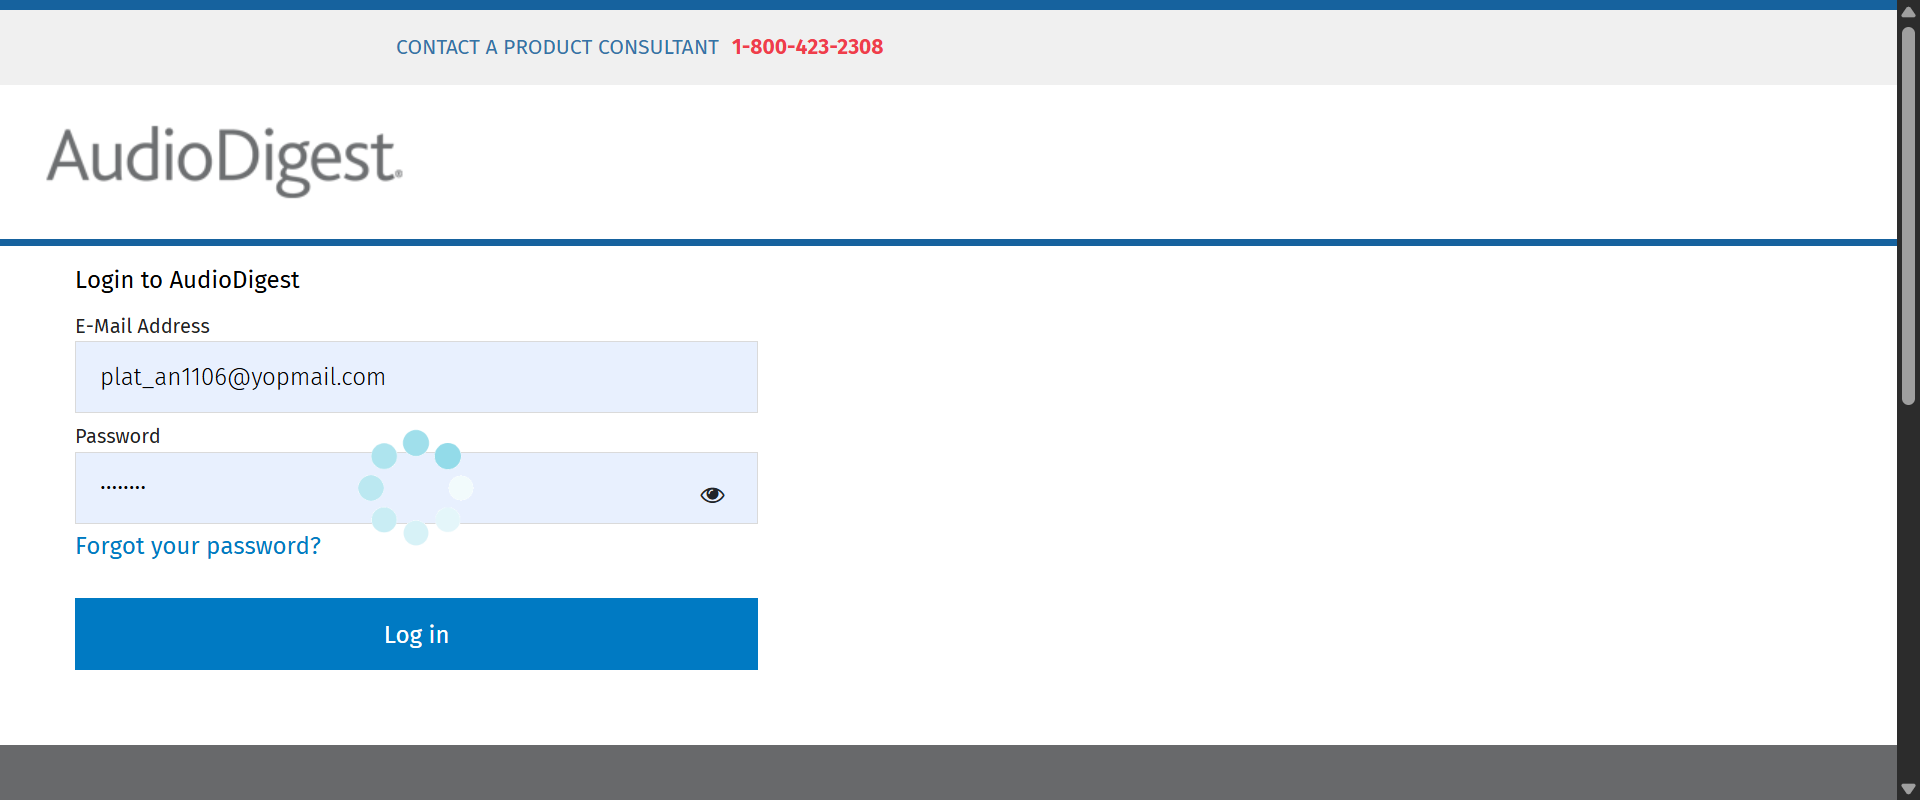 CONTACT A PRODUCT CONSULTANT 1-800-423-2308
AudioDigest®
Login to AudioDigest
E-Mail Address
plat_an1106@yopmail.com
Password
········
Forgot your password?
Log in